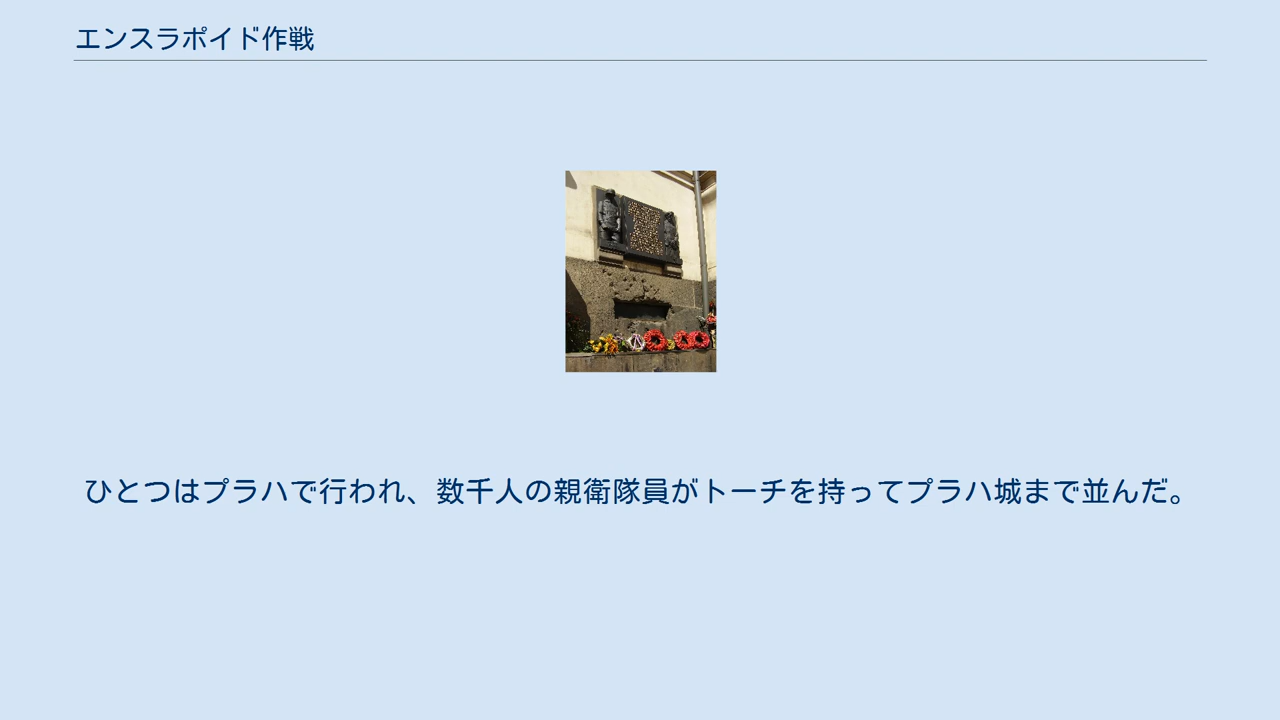 エンスラポイド作戦
ひとつはプラハで行われ、数千人の親衛隊員がトーチを持ってプラハ城まで並んだ。